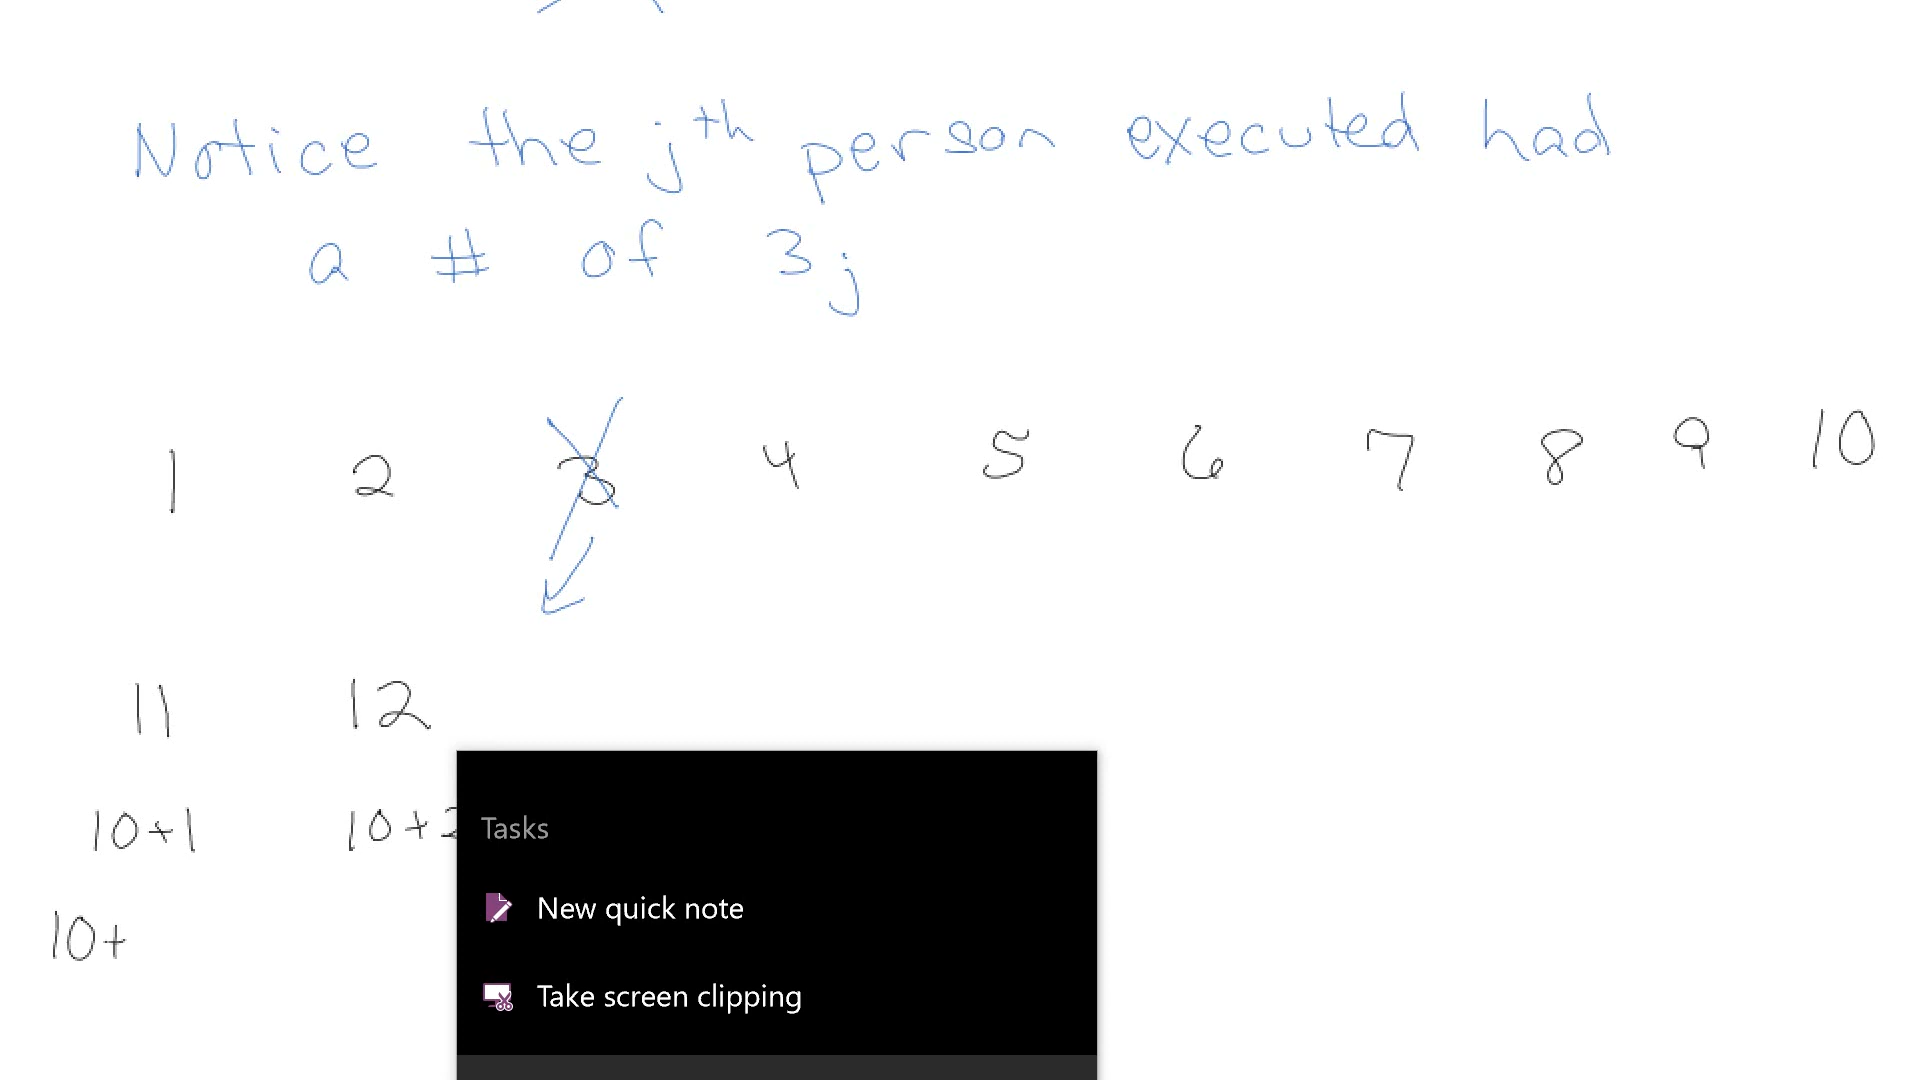 Notice the jth person executed had
a # of 3j
1 2 3 4 5 6 7 8 9 10
11 12
10+1 10+2
10+
Tasks
New quick note
Take screen clipping